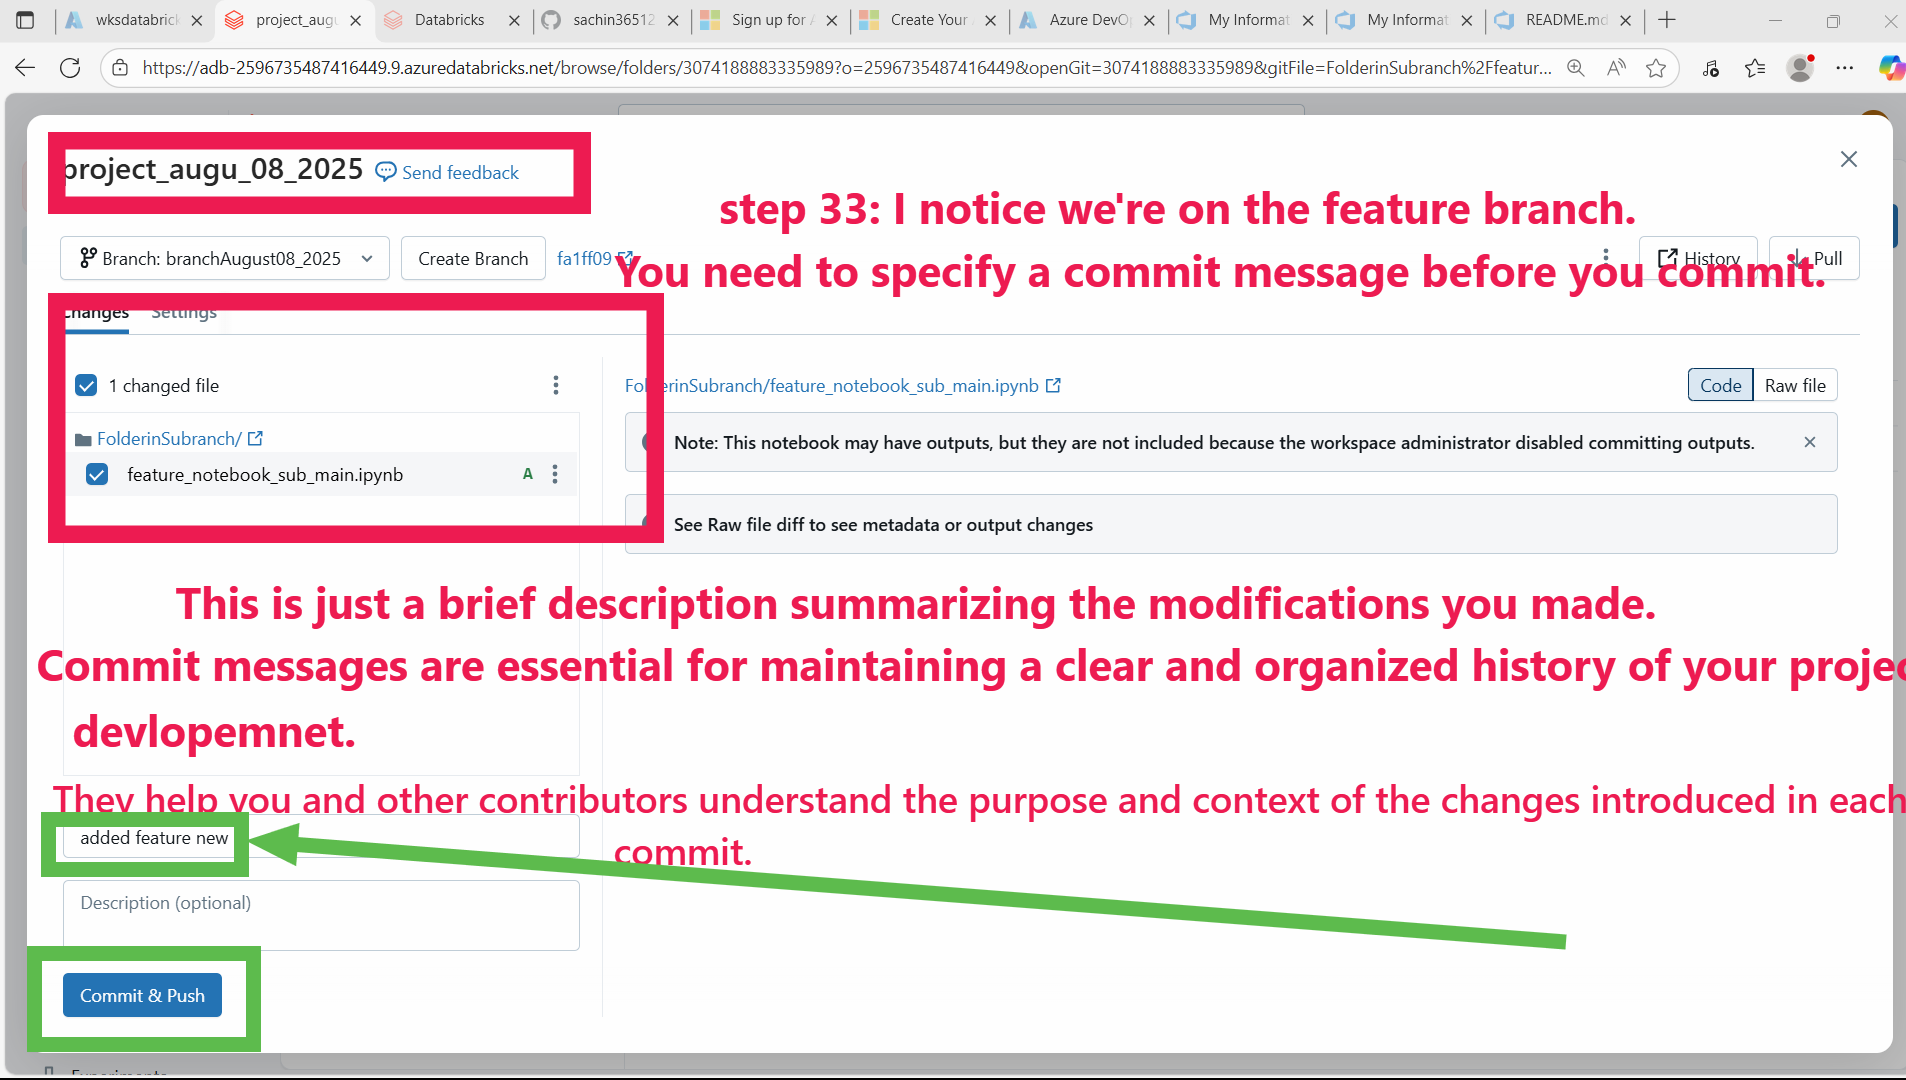 wksdatabrick
project_augu
Databricks
sachin36512
Sign up for A
Create Your A
Azure DevO
My Informat
My Informat
README.md
https://adb-2596735487416449.9.azuredatabricks.net/browse/folders/3074188883335989?o=2596735487416449&openGit=3074188883335989&gitFile=FolderinSubranch%2Ffeatur...
project_augu_08_2025
Send feedback
step 33: I notice we're on the feature branch.
Branch: branchAugust08_2025
Create Branch
fa1ff09
History
Pull
You need to specify a commit message before you commit.
Changes
Settings
1 changed file
FolderinSubranch/feature_notebook_sub_main.ipynb
Code
Raw file
FolderinSubranch/
Note: This notebook may have outputs, but they are not included because the workspace administrator disabled committing outputs.
feature_notebook_sub_main.ipynb
A
See Raw file diff to see metadata or output changes
This is just a brief description summarizing the modifications you made.
Commit messages are essential for maintaining a clear and organized history of your projec
devlopemnet.
They help you and other contributors understand the purpose and context of the changes introduced in each
added feature new
commit.
Description (optional)
Commit & Push
Experiments